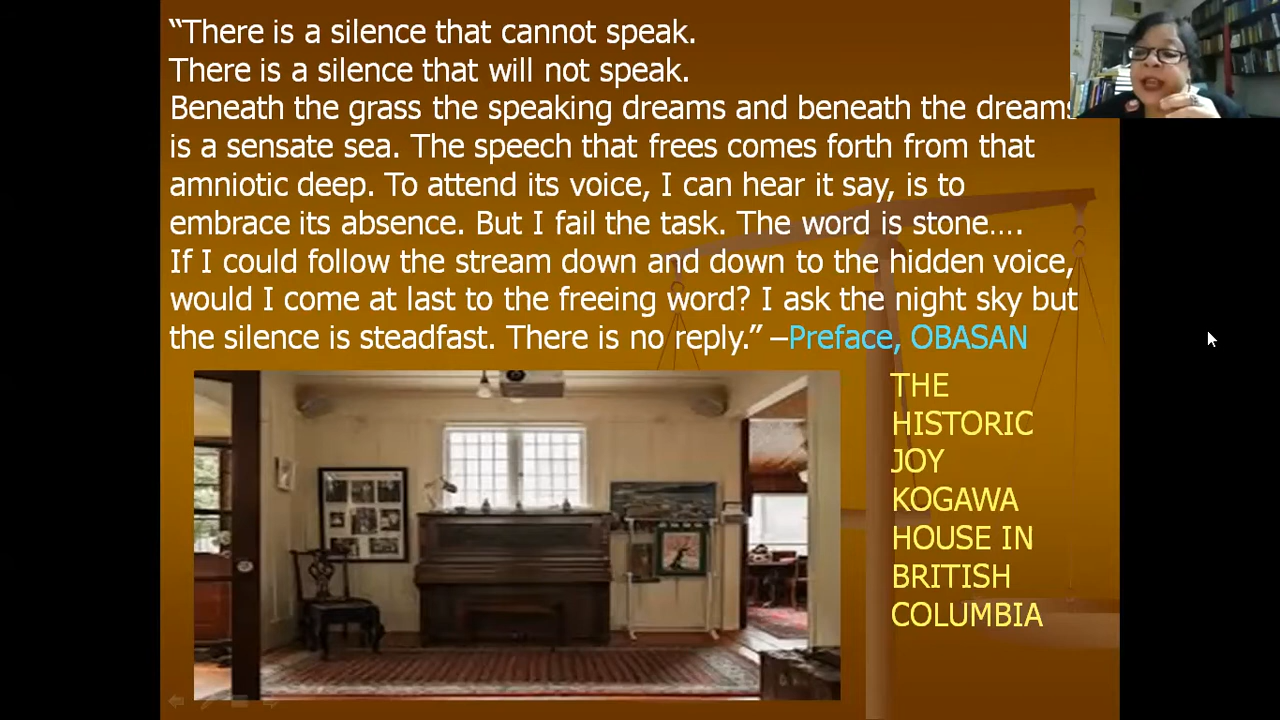 “There is a silence that cannot speak.
There is a silence that will not speak.
Beneath the grass the speaking dreams and beneath the dreams
is a sensate sea. The speech that frees comes forth from that
amniotic deep. To attend its voice, I can hear it say, is to
embrace its absence. But I fail the task. The word is stone….
If I could follow the stream down and down to the hidden voice,
would I come at last to the freeing word? I ask the night sky but
the silence is steadfast. There is no reply.” –Preface, OBASAN
THE
HISTORIC
JOY
KOGAWA
HOUSE IN
BRITISH
COLUMBIA